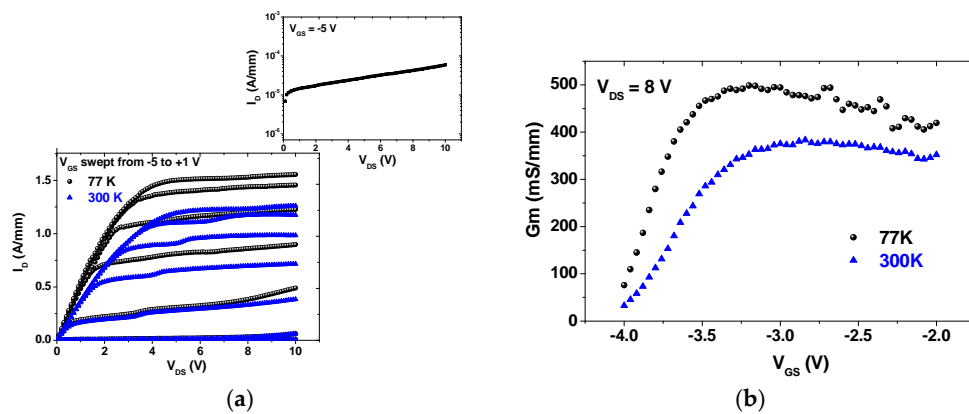 V_GS = -5 V
10^-3
10^-4
10^-5
10^-6
I_D (A/mm)
0 2 4 6 8 10
V_DS (V)
V_GS swept from -5 to +1 V
77 K
300 K
1.5
1.0
0.5
0.0
I_D (A/mm)
0 2 4 6 8 10
V_DS (V)
(a)
V_DS = 8 V
500
400
300
200
100
0
Gm (mS/mm)
77K
300K
-4.0 -3.5 -3.0 -2.5 -2.0
V_GS (V)
(b)